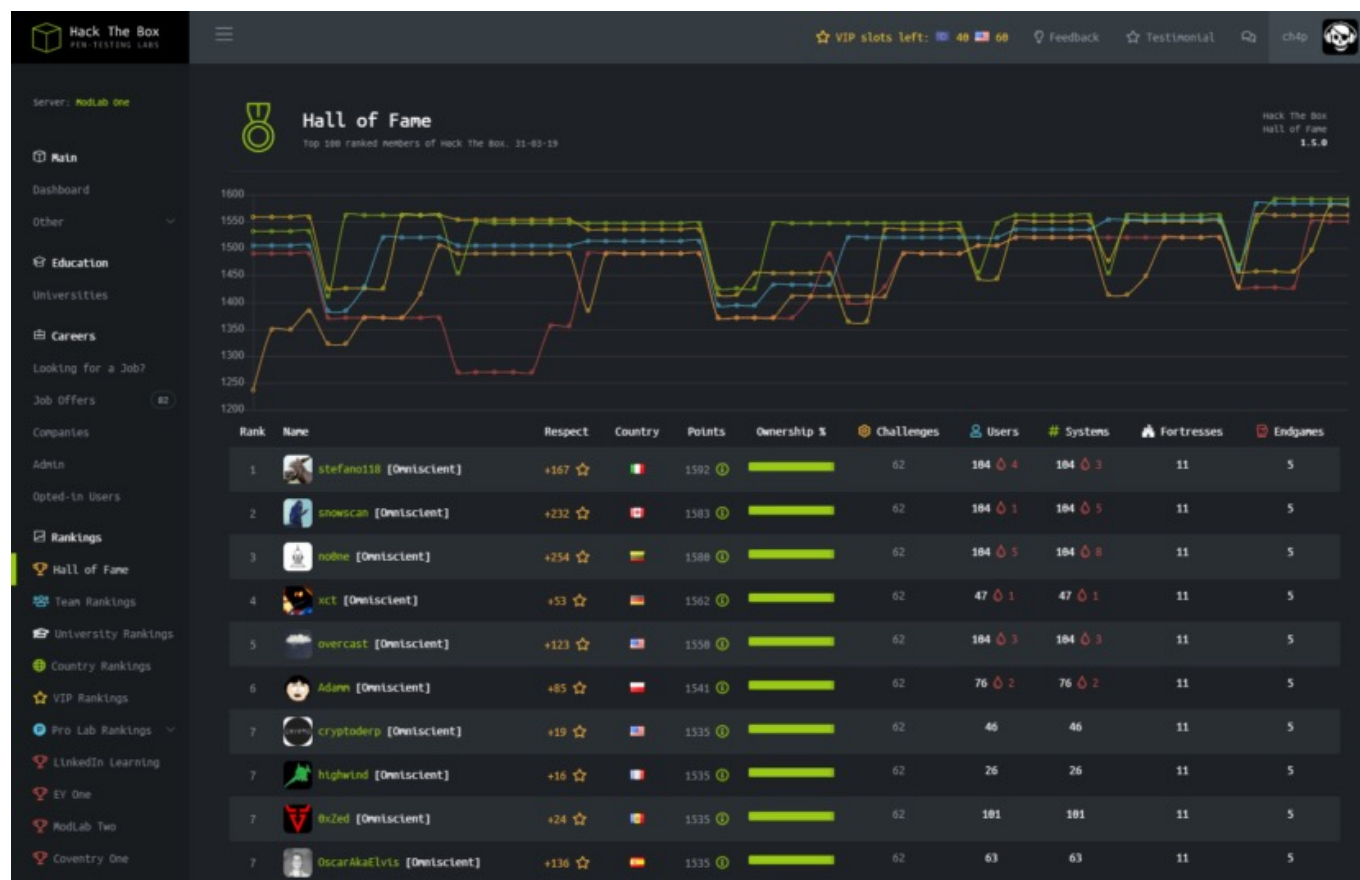 Hack The Box
PEN-TESTING LABS
VIP slots left: 40 60 Feedback Testimonial ch4p
Server: ModLab One
Main
Dashboard
Other
Education
Universities
Careers
Looking for a Job?
Job Offers 82
Companies
Admin
Opted-in Users
Rankings
Hall of Fame
Team Rankings
University Rankings
Country Rankings
VIP Rankings
Pro Lab Rankings
LinkedIn Learning
EY One
ModLab Two
Coventry One
Hall of Fame
Top 100 ranked members of Hack The Box. 31-03-19
Hack The Box
Hall of Fame
1.5.0
1600
1550
1500
1450
1400
1350
1300
1250
1200
Rank Name Respect Country Points Ownership % Challenges Users # Systems Fortresses Endgames
1 stefano118 [Omniscient] +167 1592 62 104 4 104 3 11 5
2 snowscan [Omniscient] +232 1583 62 104 1 104 5 11 5
3 no0ne [Omniscient] +254 1580 62 104 5 104 8 11 5
4 xct [Omniscient] +53 1562 62 47 1 47 1 11 5
5 overcast [Omniscient] +123 1550 62 104 3 104 3 11 5
6 Adamm [Omniscient] +85 1541 62 76 2 76 2 11 5
7 cryptoderp [Omniscient] +19 1535 62 46 46 11 5
7 highwind [Omniscient] +16 1535 62 26 26 11 5
7 0xZed [Omniscient] +24 1535 62 101 101 11 5
7 OscarAkaElvis [Omniscient] +136 1535 62 63 63 11 5